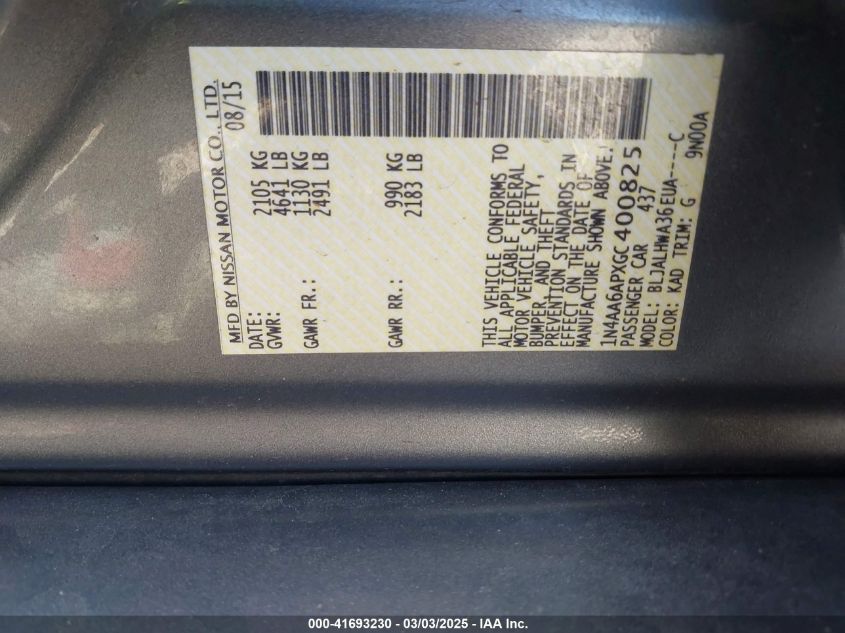 MFD BY NISSAN MOTOR CO., LTD.
DATE: 08/15
GVWR: 2105 KG
4641 LB
GAWR FR.: 1130 KG
2491 LB
GAWR RR.: 990 KG
2183 LB
THIS VEHICLE CONFORMS TO
ALL APPLICABLE FEDERAL
MOTOR VEHICLE SAFETY,
BUMPER, AND THEFT
PREVENTION STANDARDS IN
EFFECT ON THE DATE OF
MANUFACTURE SHOWN ABOVE.
1N4AA6APXGC400825
PASSENGER CAR 437
MODEL: BLJALHWA36EUA----C
COLOR: KAD TRIM: G 9N00A
000-41693230 - 03/03/2025 - IAA Inc.